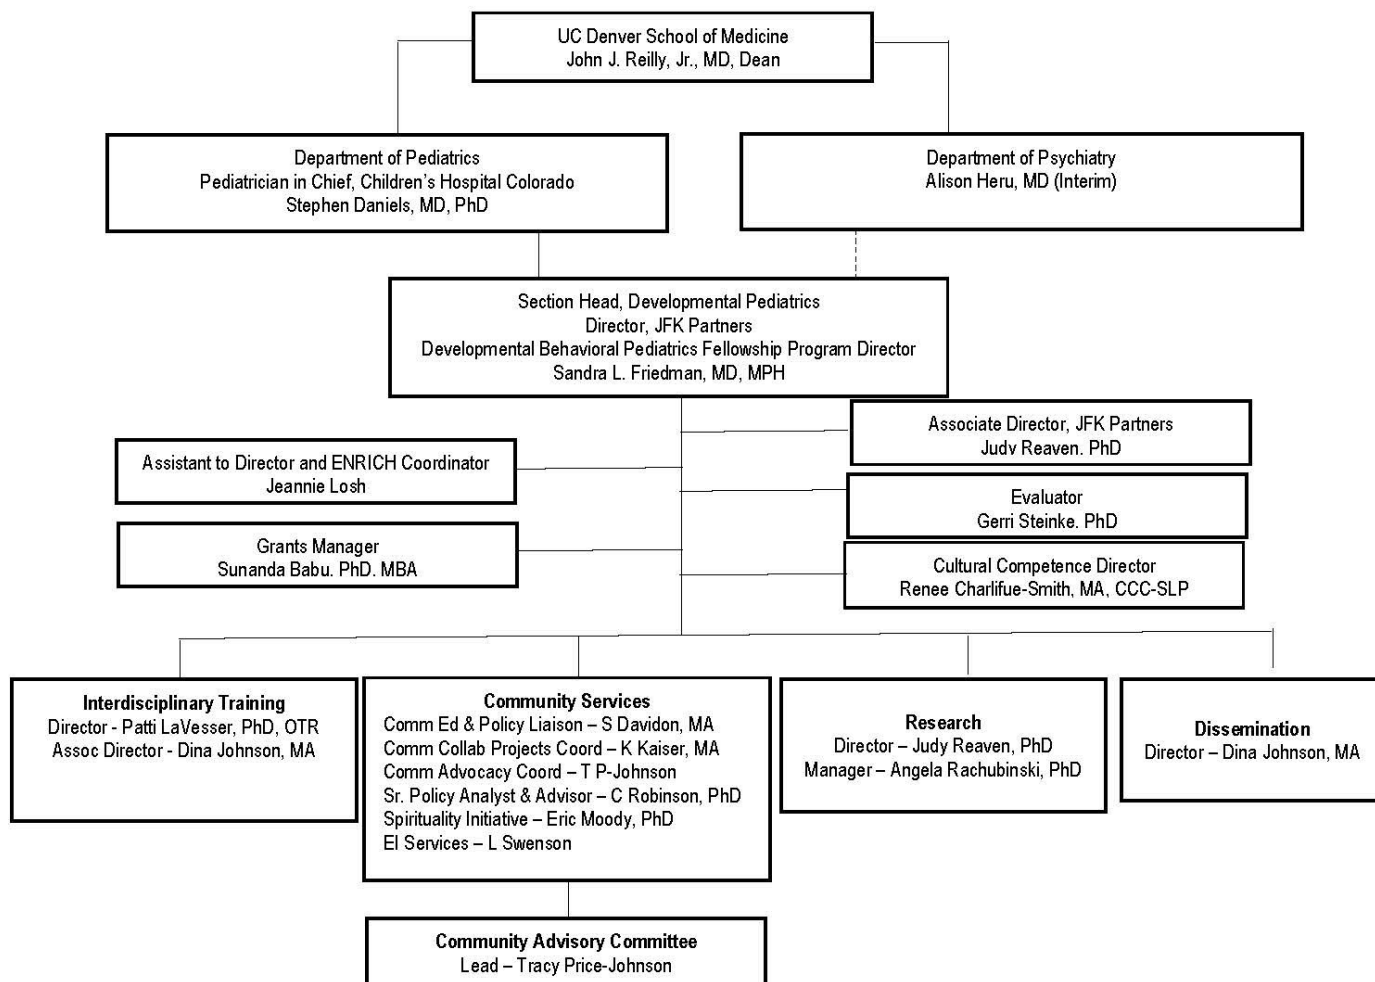 UC Denver School of Medicine
John J. Reilly, Jr., MD, Dean
Department of Pediatrics
Pediatrician in Chief, Children's Hospital Colorado
Stephen Daniels, MD, PhD
Department of Psychiatry
Alison Heru, MD (Interim)
Section Head, Developmental Pediatrics
Director, JFK Partners
Developmental Behavioral Pediatrics Fellowship Program Director
Sandra L. Friedman, MD, MPH
Associate Director, JFK Partners
Judy Reaven. PhD
Assistant to Director and ENRICH Coordinator
Jeannie Losh
Evaluator
Gerri Steinke. PhD
Grants Manager
Sunanda Babu. PhD. MBA
Cultural Competence Director
Renee Charlifue-Smith, MA, CCC-SLP
Interdisciplinary Training
Director - Patti LaVesser, PhD, OTR
Assoc Director - Dina Johnson, MA
Community Services
Comm Ed & Policy Liaison – S Davidon, MA
Comm Collab Projects Coord – K Kaiser, MA
Comm Advocacy Coord – T P-Johnson
Sr. Policy Analyst & Advisor – C Robinson, PhD
Spirituality Initiative – Eric Moody, PhD
EI Services – L Swenson
Research
Director – Judy Reaven, PhD
Manager – Angela Rachubinski, PhD
Dissemination
Director – Dina Johnson, MA
Community Advisory Committee
Lead – Tracy Price-Johnson